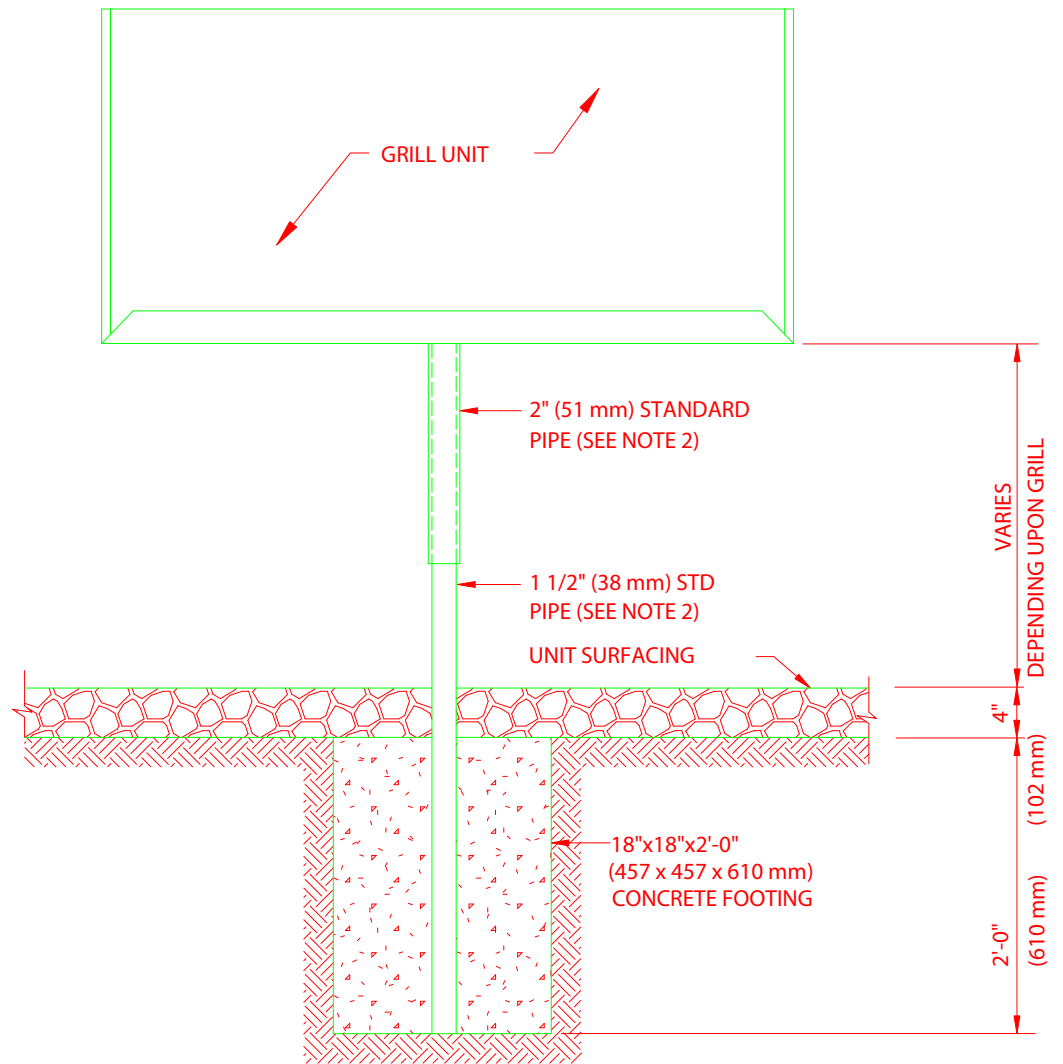 GRILL UNIT
2" (51 mm) STANDARD
PIPE (SEE NOTE 2)
1 1/2" (38 mm) STD
PIPE (SEE NOTE 2)
UNIT SURFACING
18"x18"x2'-0"
(457 x 457 x 610 mm)
CONCRETE FOOTING
VARIES
DEPENDING UPON GRILL
4"
(102 mm)
2'-0"
(610 mm)